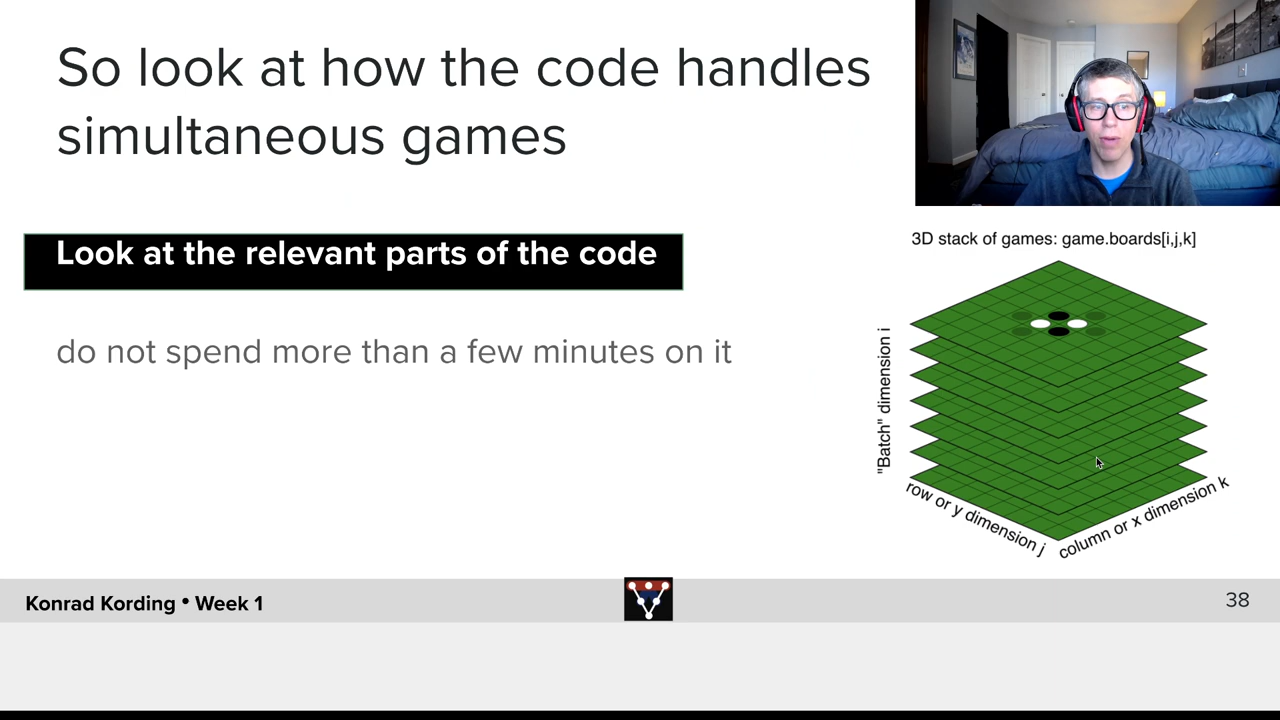 So look at how the code handles
simultaneous games
Look at the relevant parts of the code
do not spend more than a few minutes on it
3D stack of games: game.boards[i,j,k]
"Batch" dimension i
row or y dimension j
column or x dimension k
Konrad Kording • Week 1
38